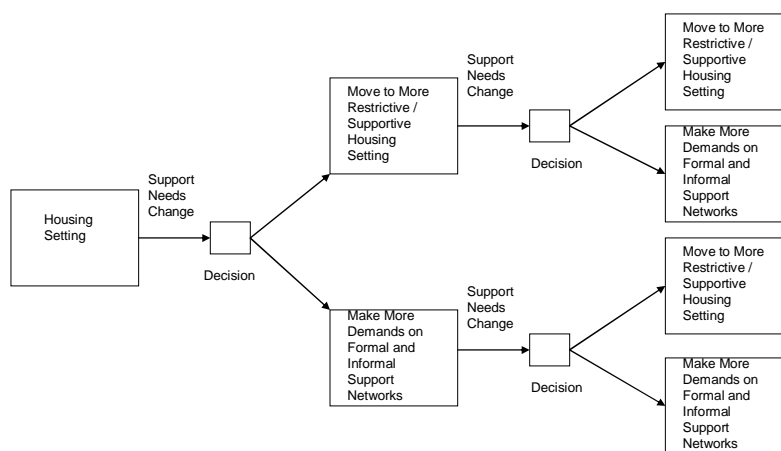 Housing
Setting
Support
Needs
Change
Decision
Move to More
Restrictive /
Supportive
Housing
Setting
Support
Needs
Change
Decision
Move to More
Restrictive /
Supportive
Housing
Setting
Make More
Demands on
Formal and
Informal
Support
Networks
Make More
Demands on
Formal and
Informal
Support
Networks
Support
Needs
Change
Decision
Move to More
Restrictive /
Supportive
Housing
Setting
Make More
Demands on
Formal and
Informal
Support
Networks